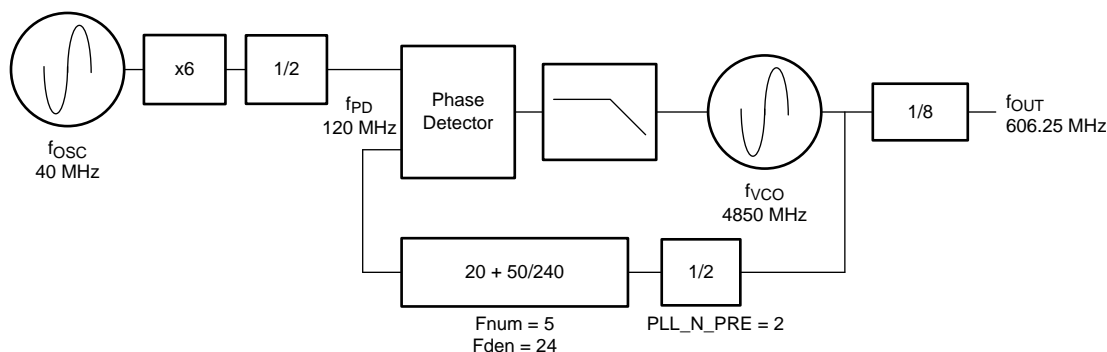 x6
1/2
fOSC
40 MHz
fPD
120 MHz
Phase
Detector
fVCO
4850 MHz
1/8
fOUT
606.25 MHz
20 + 50/240
Fnum = 5
Fden = 24
1/2
PLL_N_PRE = 2